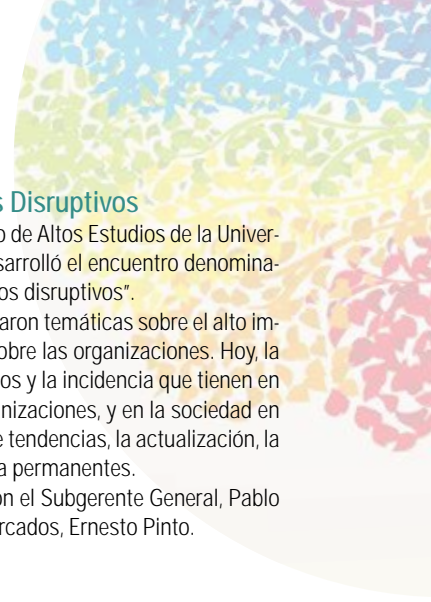 s Disruptivos
o de Altos Estudios de la Univer-
sarrolló el encuentro denomina-
os disruptivos".
aron temáticas sobre el alto im-
obre las organizaciones. Hoy, la
os y la incidencia que tienen en
nizaciones, y en la sociedad en
e tendencias, la actualización, la
a permanentes.
on el Subgerente General, Pablo
rcados, Ernesto Pinto.